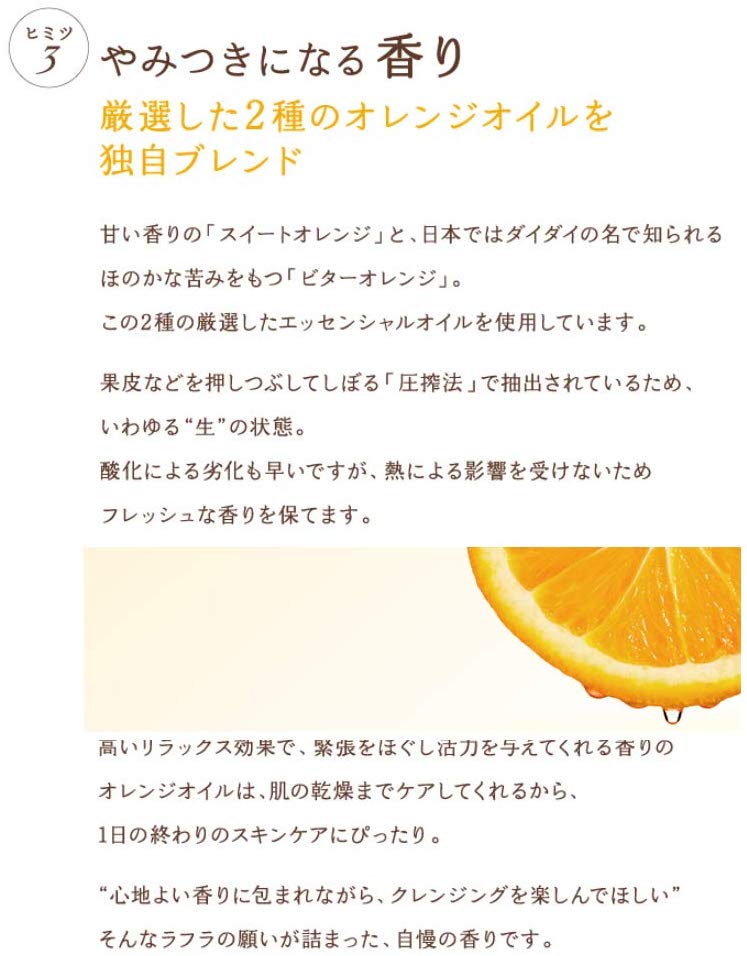 ヒミツ
3
やみつきになる香り
厳選した2種のオレンジオイルを
独自ブレンド
甘い香りの「スイートオレンジ」と、日本ではダイダイの名で知られる
ほのかな苦みをもつ「ビターオレンジ」。
この2種の厳選したエッセンシャルオイルを使用しています。
果皮などを押しつぶしてしぼる「圧搾法」で抽出されているため、
いわゆる“生”の状態。
酸化による劣化も早いですが、熱による影響を受けないため
フレッシュな香りを保てます。
高いリラックス効果で、緊張をほぐし活力を与えてくれる香りの
オレンジオイルは、肌の乾燥までケアしてくれるから、
1日の終わりのスキンケアにぴったり。
“心地よい香りに包まれながら、クレンジングを楽しんでほしい”
そんなラフラの願いが詰まった、自慢の香りです。